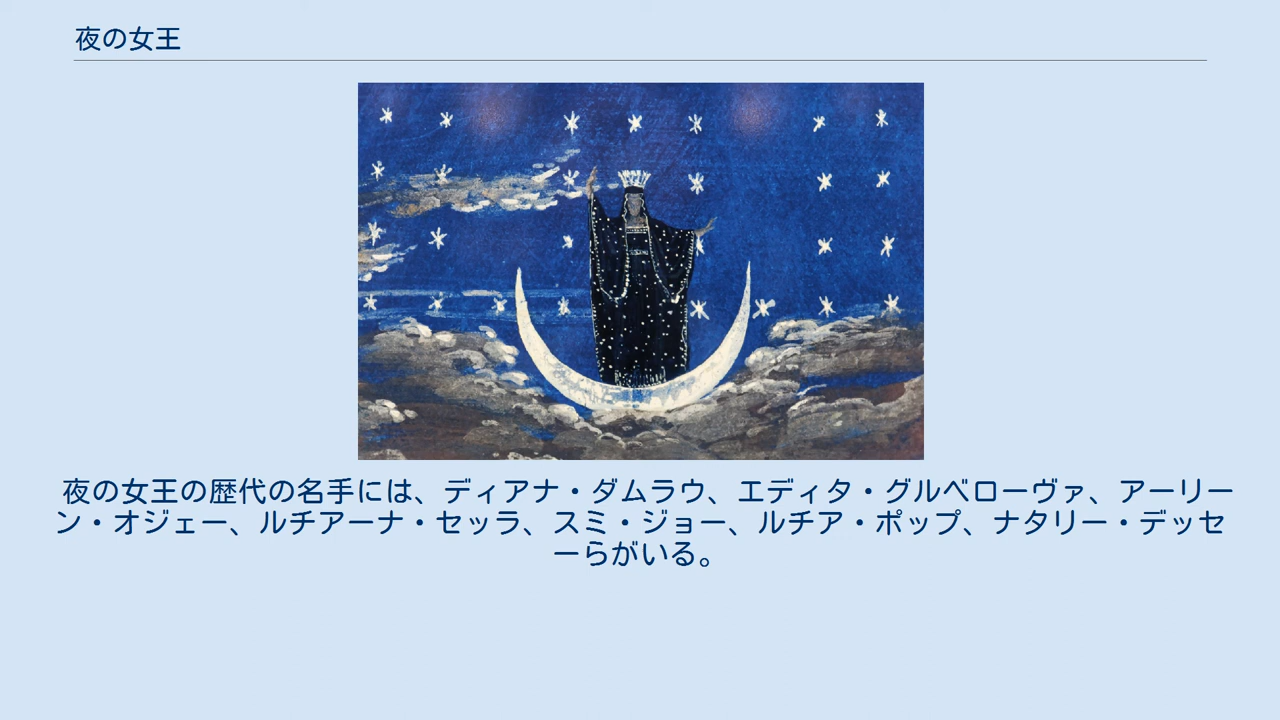 夜の女王
夜の女王の歴代の名手には、ディアナ・ダムラウ、エディタ・グルベローヴァ、アーリー
ン・オジェー、ルチアーナ・セッラ、スミ・ジョー、ルチア・ポップ、ナタリー・デッセ
ーらがいる。